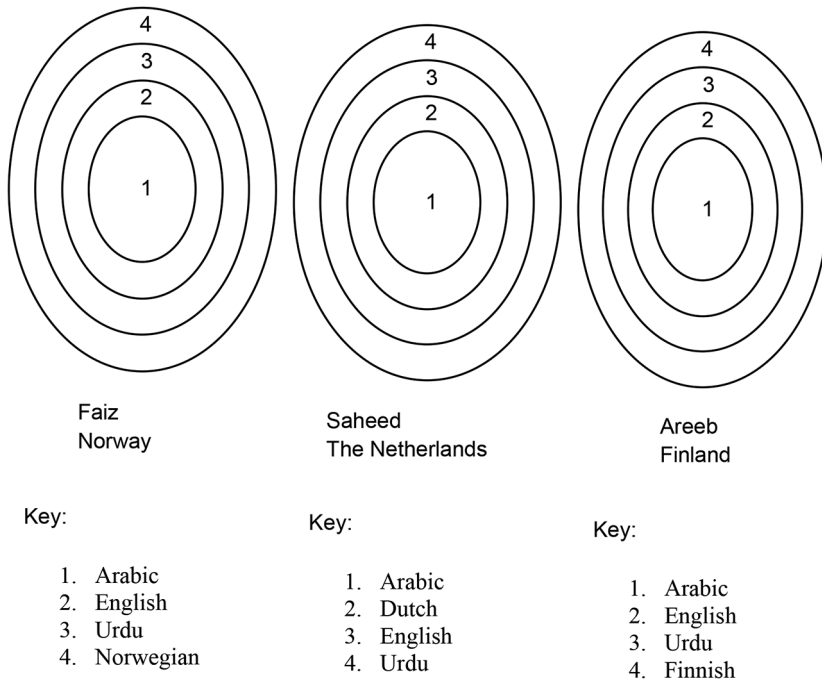 4
3
2
1
Faiz
Norway
Key:
1. Arabic
2. English
3. Urdu
4. Norwegian
4
3
2
1
Saheed
The Netherlands
Key:
1. Arabic
2. Dutch
3. English
4. Urdu
4
3
2
1
Areeb
Finland
Key:
1. Arabic
2. English
3. Urdu
4. Finnish